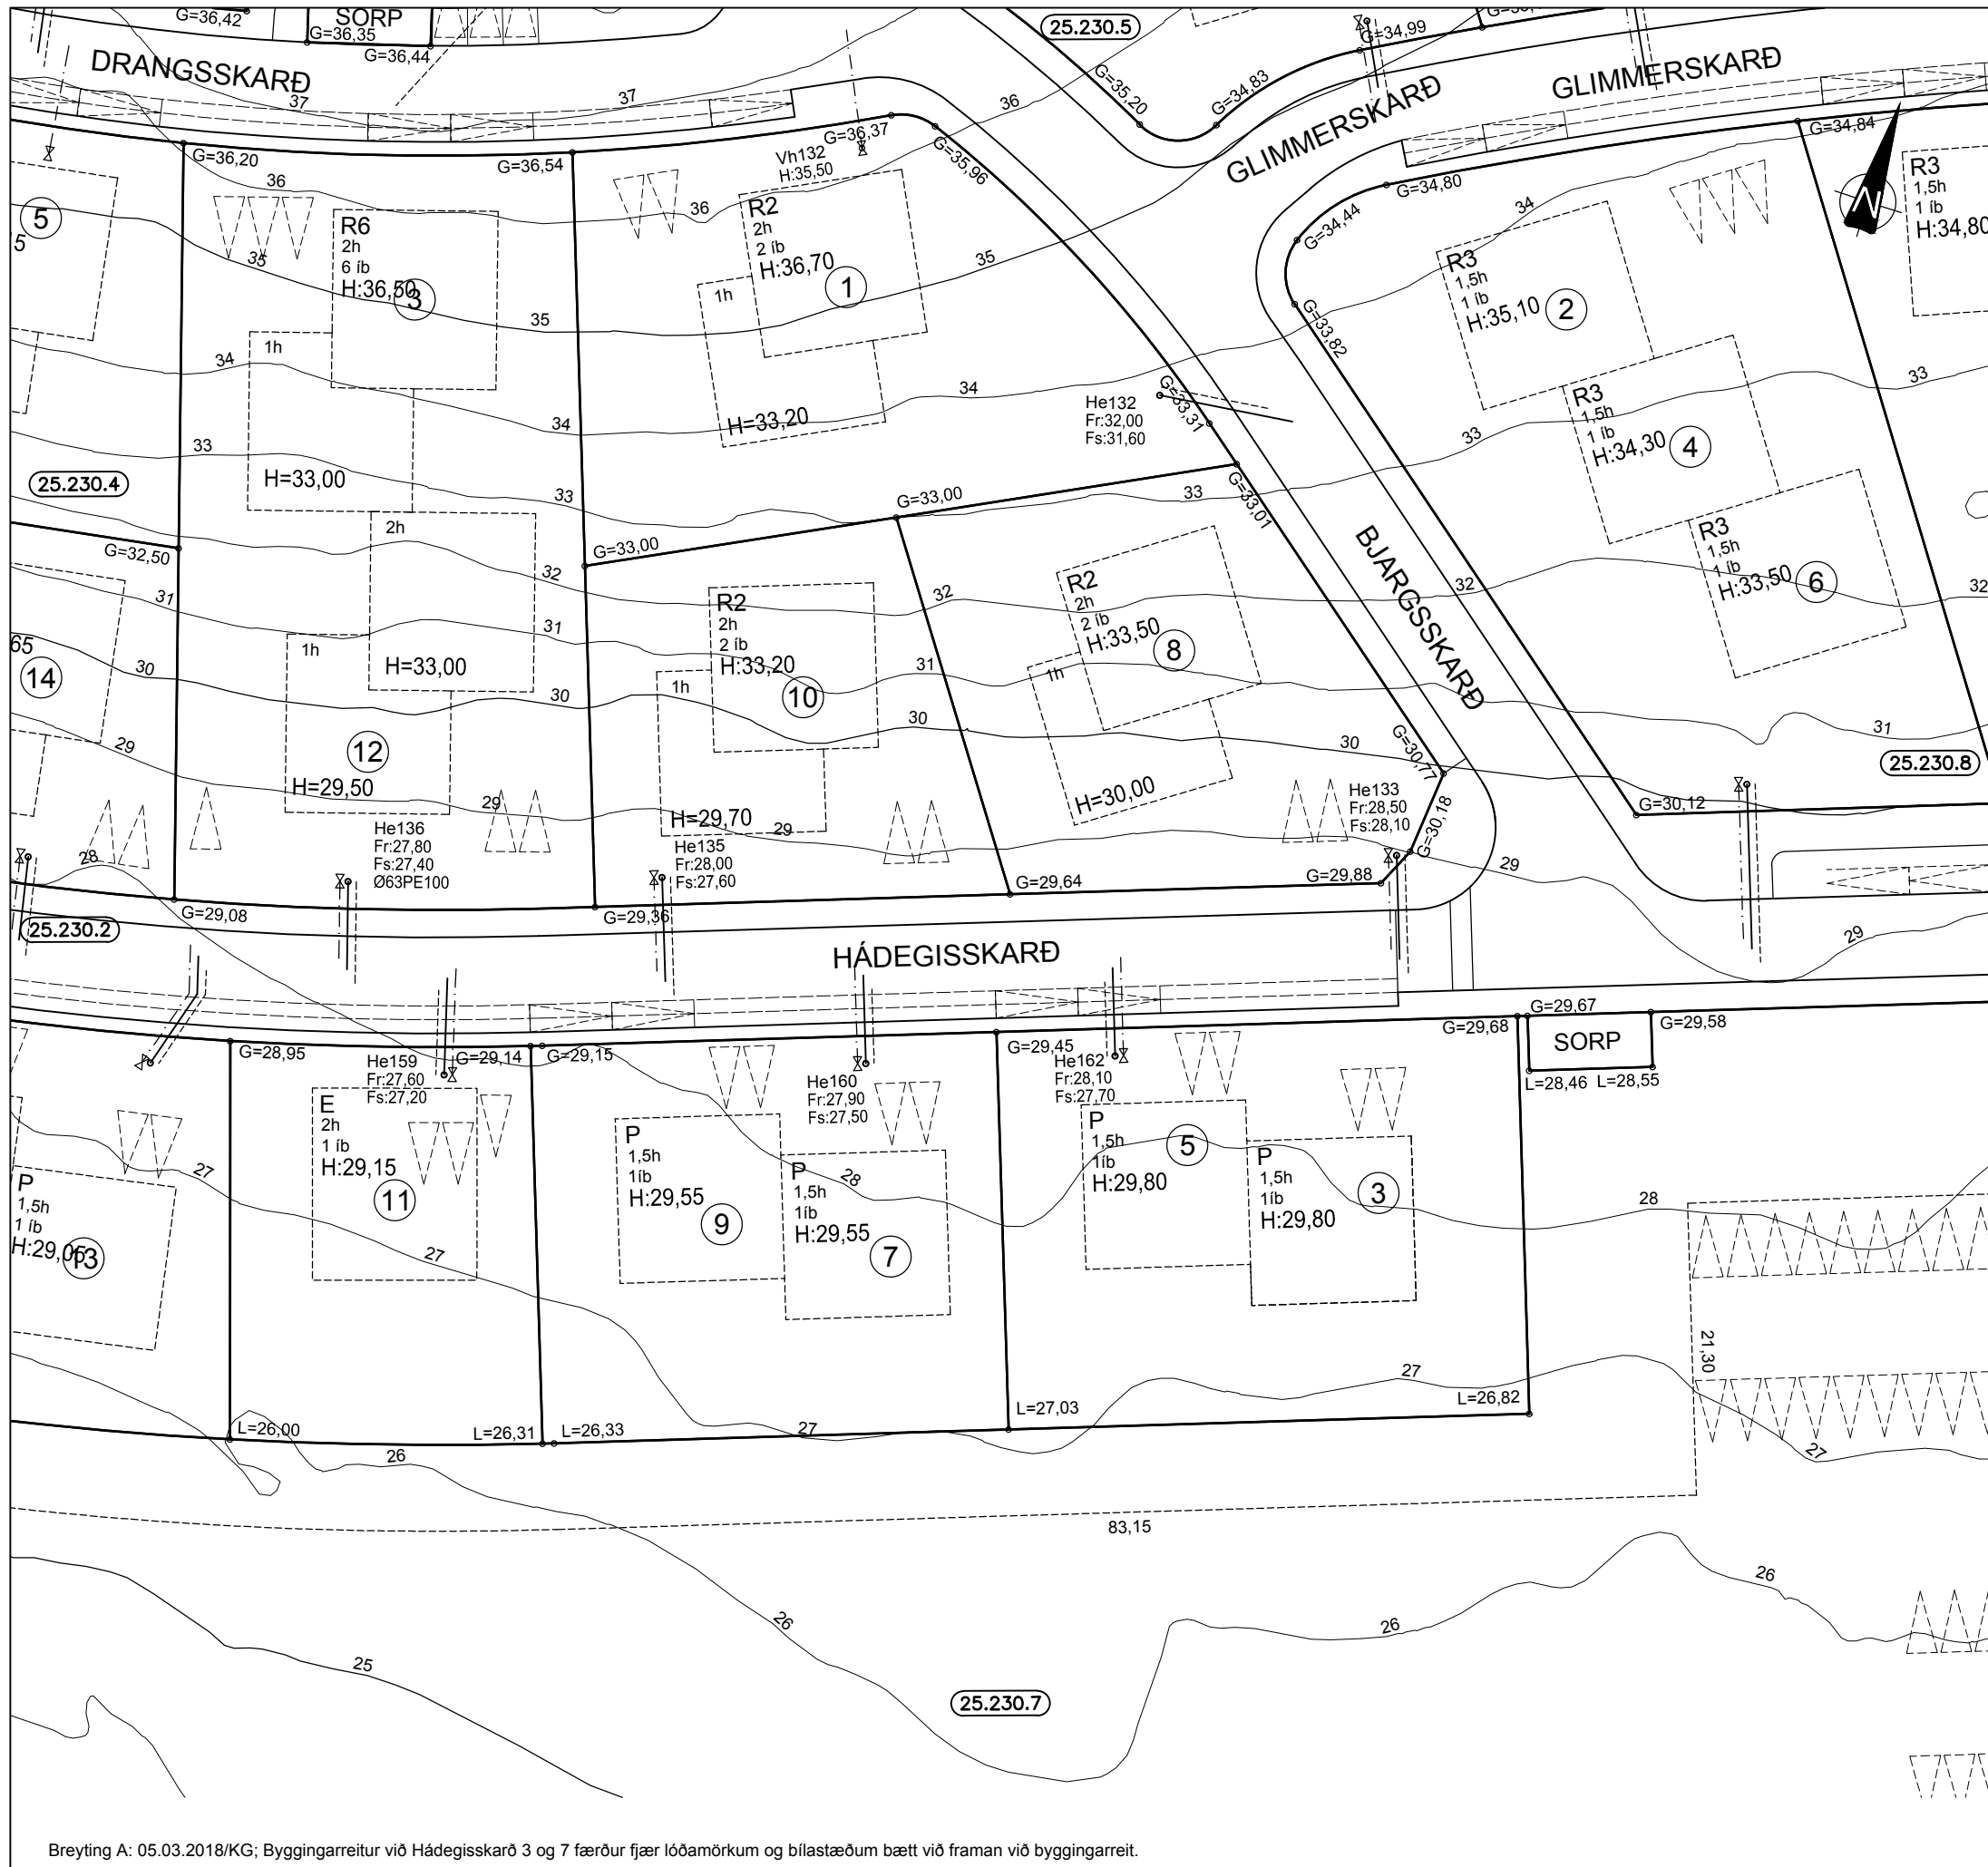 G=36,42
SORP
G=36,35
G=36,44
25.230.5
G=34,99
DRANGSSKARÐ
GLIMMERSKARÐ
GLIMMERSKARÐ
37
37
36
G=35,20
G=34,83
G=36,37
G=35,96
G=34,84
G=36,20
G=36,54
Vh132
H:35,50
36
36
G=34,80
G=34,44
34
N
R3
1,5h
1 íb
H:34,80
5
5
R6
2h
6 íb
H:36,50
3
R2
2h
2 íb
H:36,70
1
1h
35
35
35
R3
1,5h
1 íb
H:35,10
2
G=33,82
1h
34
34
34
33
H=33,20
He132
Fr:32,00
Fs:31,60
G=33,31
R3
1,5h
1 íb
H:34,30
4
33
33
33
33
25.230.4
H=33,00
G=33,00
G=33,01
G=32,50
2h
G=33,00
BJARGSSKARÐ
R3
1,5h
1 íb
H:33,50
6
31
32
32
32
32
R2
2h
2 íb
H:33,20
10
R2
2h
2 íb
H:33,50
8
31
65
14
30
1h
H=33,00
1h
31
1h
30
30
30
31
25.230.8
29
12
H=29,50
29
H=29,70
29
H=30,00
G=30,77
He133
Fr:28,50
Fs:28,10
G=30,18
G=30,12
He136
Fr:27,80
Fs:27,40
Ø63PE100
He135
Fr:28,00
Fs:27,60
28
29
G=29,08
G=29,36
G=29,64
G=29,88
25.230.2
HÁDEGISSKARÐ
29
G=29,67
G=29,68
G=29,58
SORP
L=28,46
L=28,55
G=28,95
He159
Fr:27,60
Fs:27,20
G=29,14
G=29,15
G=29,45
He160
Fr:27,90
Fs:27,50
He162
Fr:28,10
Fs:27,70
E
2h
1 íb
H:29,15
11
P
1,5h
1íb
H:29,55
9
P
1,5h
1íb
H:29,55
7
P
1,5h
1íb
H:29,80
5
P
1,5h
1íb
H:29,80
3
P
1,5h
1 íb
H:29,05
13
27
27
28
28
21,30
27
27
27
L=26,00
L=26,31
L=26,33
L=27,03
L=26,82
26
83,15
26
26
26
25
25.230.7
Breyting A: 05.03.2018/KG; Byggingarreitur við Hádegisskarð 3 og 7 færður fjær lóðamörkum og bílastæðum bætt við framan við byggingarreit.